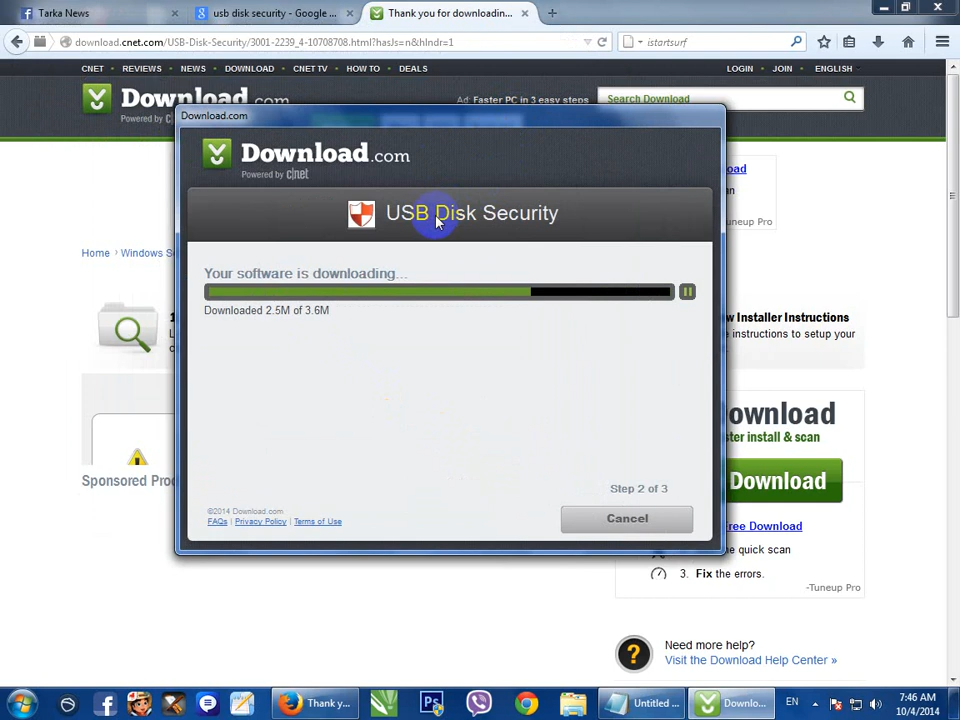 Tarka News
usb disk security - Google ...
Thank you for downloadin...
download.cnet.com/USB-Disk-Security/3001-2239_4-10708708.html?hasJs=n&hlndr=1
istartsurf
CNET
REVIEWS
NEWS
DOWNLOAD
CNET TV
HOW TO
DEALS
LOGIN
JOIN
ENGLISH
Download.com
Powered by
Ad: Faster PC in 3 easy steps
Search Download
Download.com
Download.com
Powered by c|net
USB Disk Security
Your software is downloading...
Downloaded 2.5M of 3.6M
Step 2 of 3
©2014 Download.com
FAQs | Privacy Policy | Terms of Use
Cancel
Home › Windows
Sponsored
Tuneup Pro
Installer Instructions
instructions to setup your
ownload
install & scan
Download
ree Download
quick scan
3. Fix the errors.
-Tuneup Pro
Need more help?
Visit the Download Help Center »
Thank y...
Untitled ...
Downlo...
EN
7:46 AM
10/4/2014